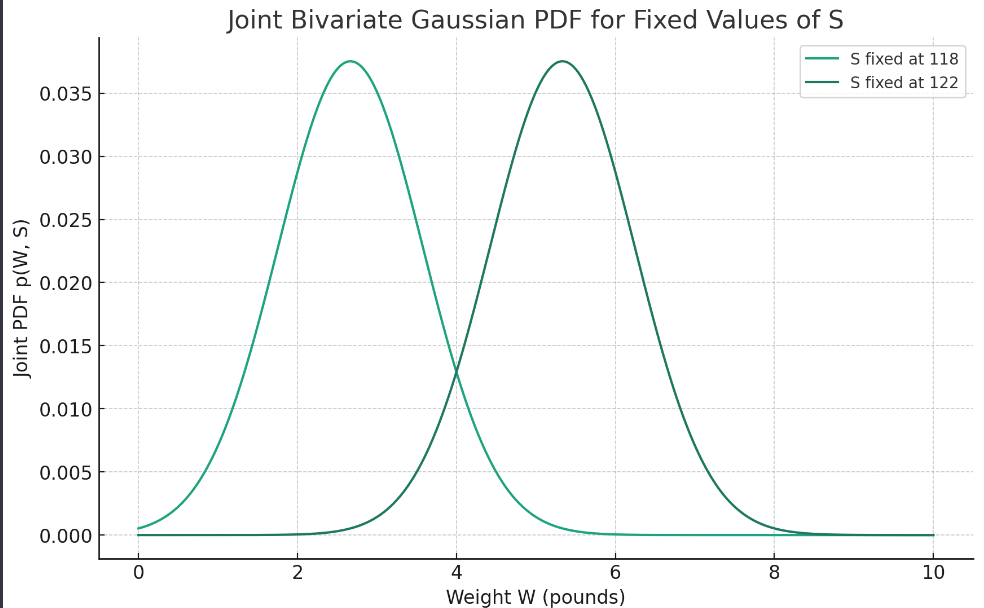 Joint Bivariate Gaussian PDF for Fixed Values of S
S fixed at 118
S fixed at 122
Joint PDF p(W, S)
0.035
0.030
0.025
0.020
0.015
0.010
0.005
0.000
0 2 4 6 8 10
Weight W (pounds)